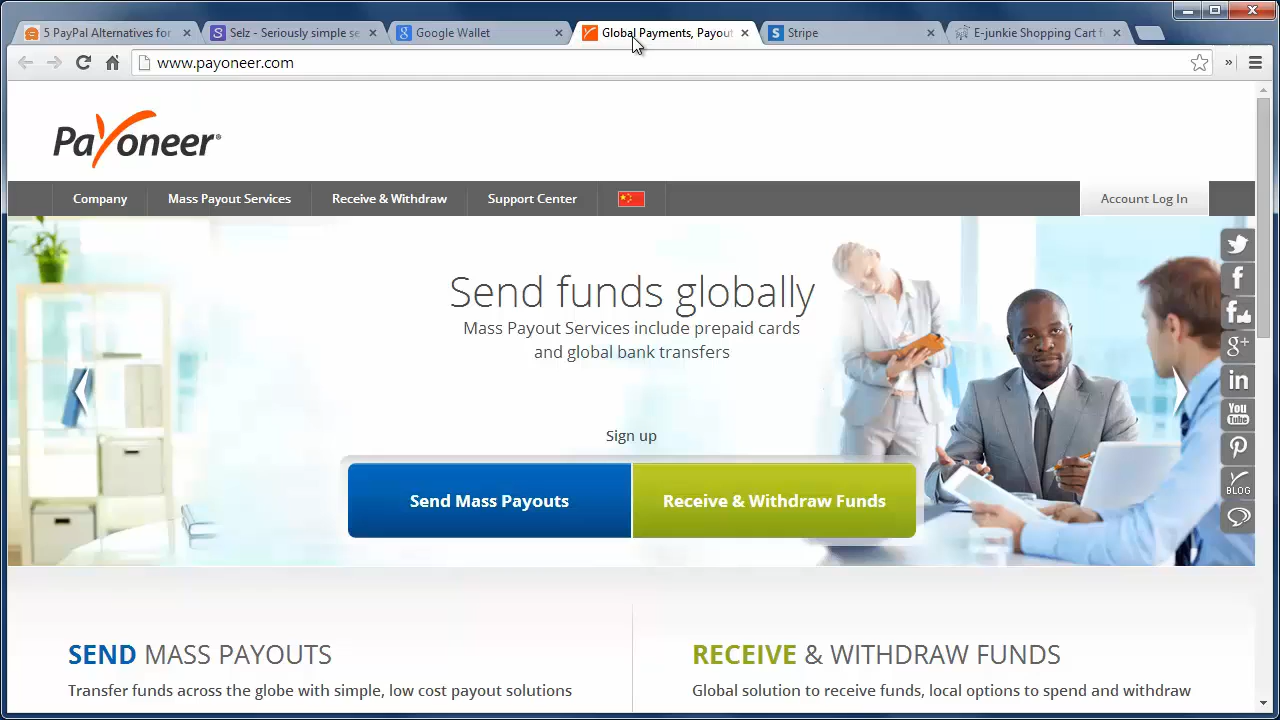 5 PayPal Alternatives for
Selz - Seriously simple se
Google Wallet
Global Payments, Payout
Stripe
E-junkie Shopping Cart f
www.payoneer.com
»
Payoneer®
Company
Mass Payout Services
Receive & Withdraw
Support Center
Account Log In
Send funds globally
Mass Payout Services include prepaid cards
and global bank transfers
Sign up
Send Mass Payouts
Receive & Withdraw Funds
g+
in
You
Tube
BLOG
SEND MASS PAYOUTS
Transfer funds across the globe with simple, low cost payout solutions
RECEIVE & WITHDRAW FUNDS
Global solution to receive funds, local options to spend and withdraw